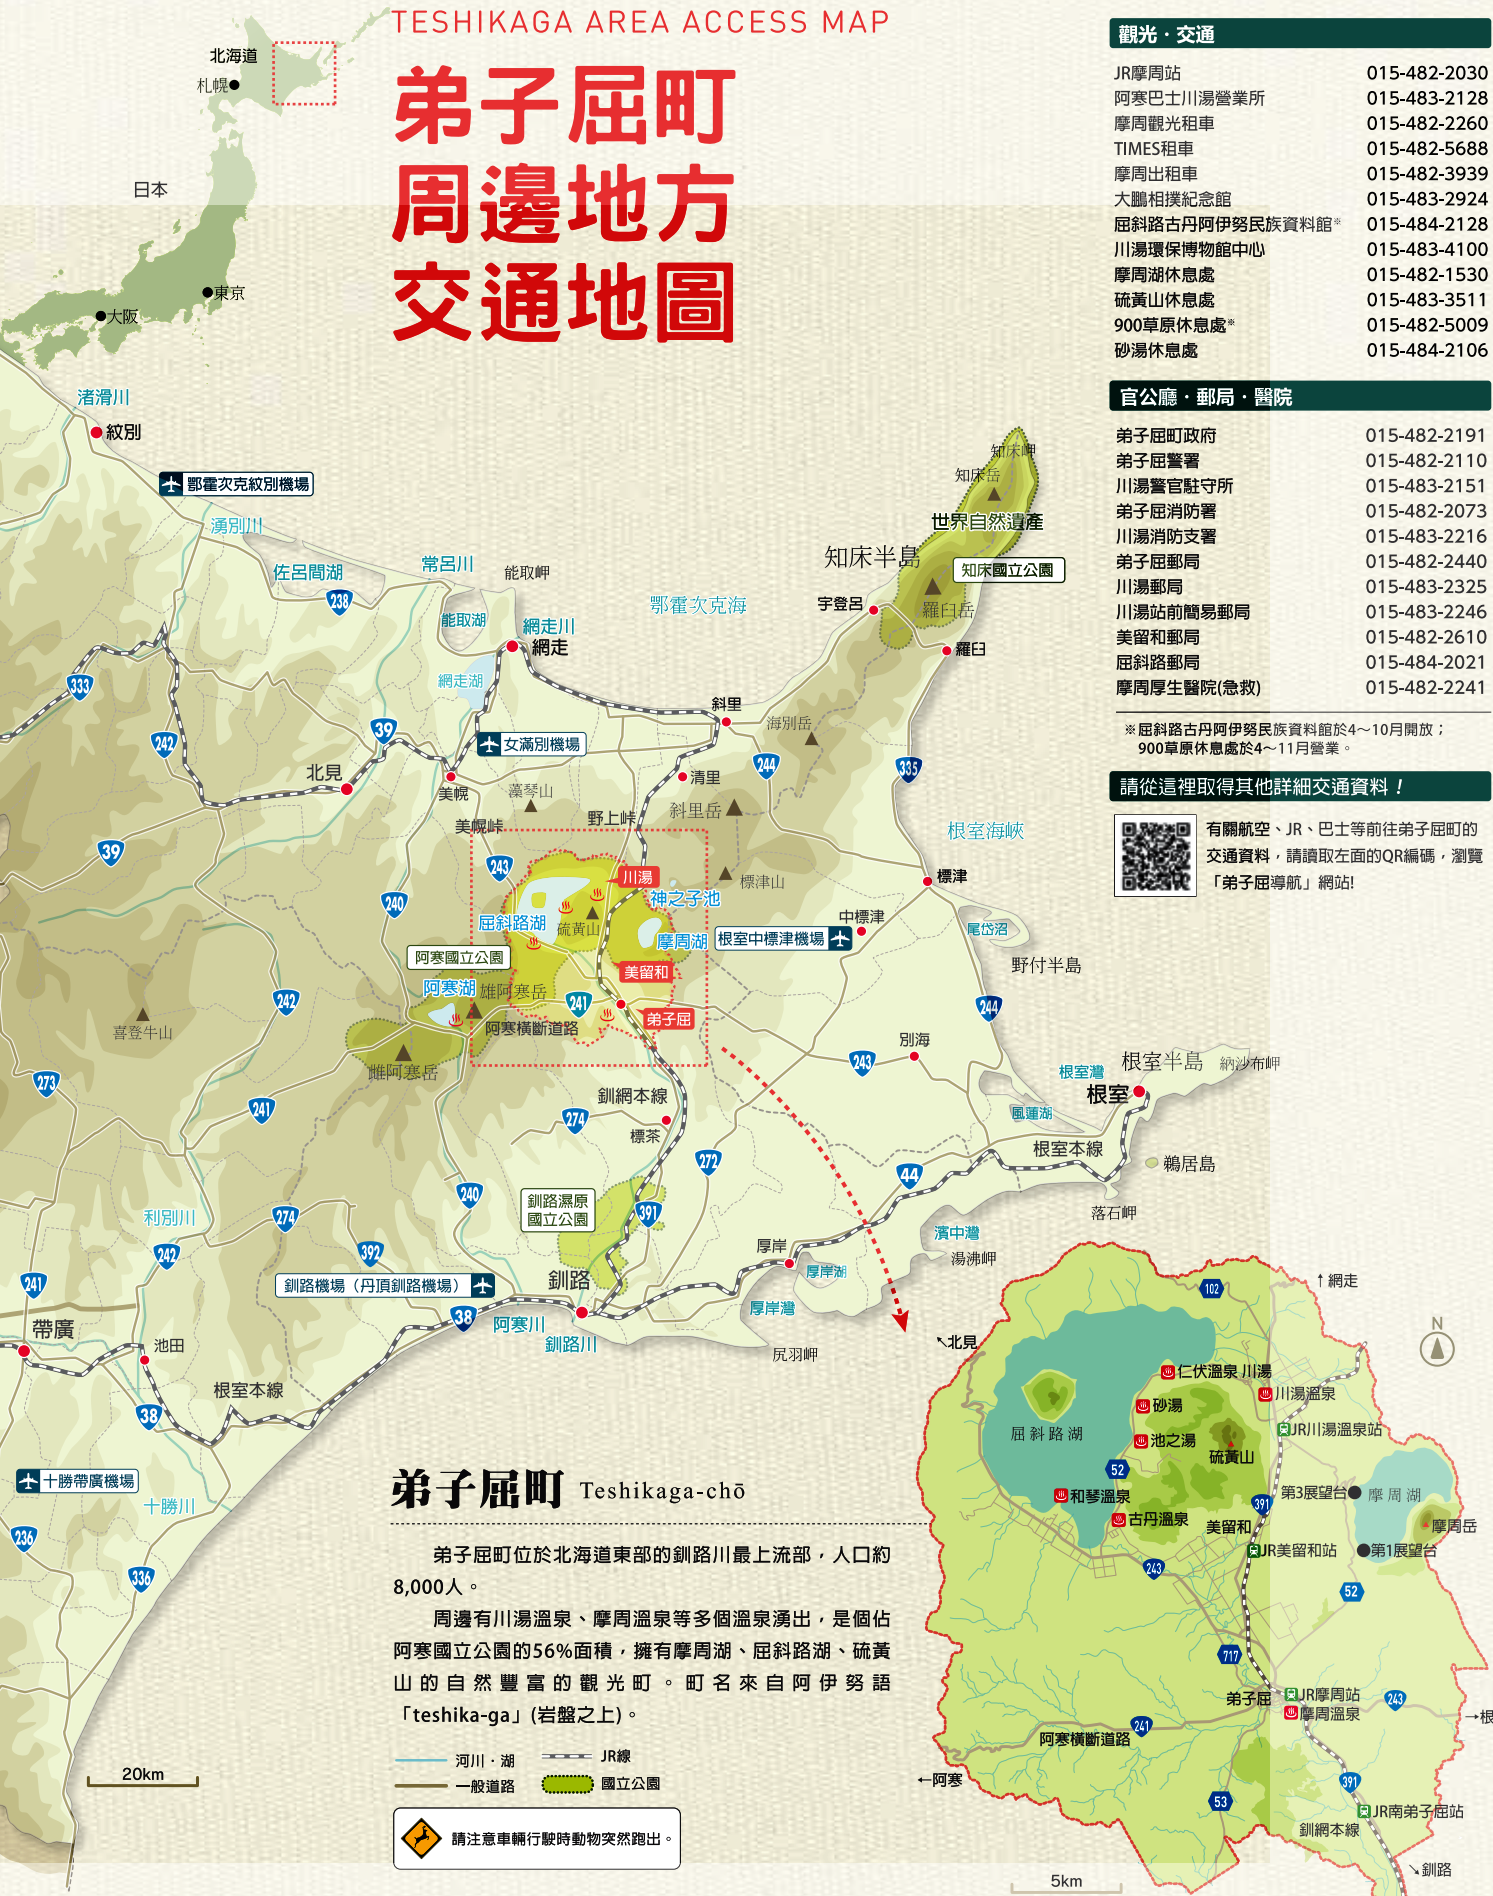 TESHIKAGA AREA ACCESS MAP
弟子屈町
周邊地方
交通地圖
北海道
札幌
日本
東京
大阪
觀光・交通
JR摩周站 015-482-2030
阿寒巴士川湯營業所 015-483-2128
摩周觀光租車 015-482-2260
TIMES租車 015-482-5688
摩周出租車 015-482-3939
大鵬相撲紀念館 015-483-2924
屈斜路古丹阿伊努民族資料館※ 015-484-2128
川湯環保博物館中心 015-483-4100
摩周湖休息處 015-482-1530
硫黃山休息處 015-483-3511
900草原休息處※ 015-482-5009
砂湯休息處 015-484-2106
官公廳・郵局・醫院
弟子屈町政府 015-482-2191
弟子屈警署 015-482-2110
川湯警官駐守所 015-483-2151
弟子屈消防署 015-482-2073
川湯消防支署 015-483-2216
弟子屈郵局 015-482-2440
川湯郵局 015-483-2325
川湯站前簡易郵局 015-483-2246
美留和郵局 015-482-2610
屈斜路郵局 015-484-2021
摩周厚生醫院(急救) 015-482-2241
※屈斜路古丹阿伊努民族資料館於4～10月開放；
900草原休息處於4～11月營業。
請從這裡取得其他詳細交通資料！
有關航空、JR、巴士等前往弟子屈町的
交通資料，請讀取左面的QR編碼，瀏覽
「弟子屈導航」網站!
渚滑川
紋別
鄂霍次克紋別機場
湧別川
佐呂間湖
238
常呂川
能取岬
能取湖
網走川
網走
網走湖
鄂霍次克海
知床岬
知床岳
世界自然遺產
知床半島
知床國立公園
宇登呂
羅臼岳
羅臼
333
242
39
女滿別機場
斜里
海別岳
244
335
北見
美幌
藻琴山
清里
斜里岳
野上峠
美幌峠
根室海峽
39
243
川湯
標津山
標津
240
神之子池
屈斜路湖
硫黃山
摩周湖
根室中標津機場
中標津
尾岱沼
阿寒國立公園
美留和
野付半島
阿寒湖
雄阿寒岳
241
弟子屈
阿寒橫斷道路
242
喜登牛山
雌阿寒岳
244
別海
243
根室灣
根室半島
納沙布岬
根室
273
241
釧網本線
274
標茶
風蓮湖
根室本線
鵜居島
272
44
240
釧路濕原
國立公園
391
落石岬
利別川
274
242
392
濱中灣
湯沸岬
厚岸
厚岸湖
241
釧路機場（丹頂釧路機場）
釧路
厚岸灣
38
阿寒川
釧路川
尻羽岬
帶廣
池田
根室本線
38
十勝帶廣機場
十勝川
236
336
20km
弟子屈町 Teshikaga-chō
弟子屈町位於北海道東部的釧路川最上流部，人口約
8,000人。
周邊有川湯溫泉、摩周溫泉等多個溫泉湧出，是個佔
阿寒國立公園的56%面積，擁有摩周湖、屈斜路湖、硫黃
山的自然豐富的觀光町。町名來自阿伊努語
「teshika-ga」(岩盤之上)。
河川・湖
JR線
一般道路
國立公園
請注意車輛行駛時動物突然跑出。
↑網走
102
N
↖北見
仁伏溫泉 川湯
川湯溫泉
砂湯
屈斜路湖
JR川湯溫泉站
池之湯
硫黃山
52
和琴溫泉
391
第3展望台
摩周湖
古丹溫泉
美留和
摩周岳
JR美留和站
第1展望台
243
52
717
弟子屈
JR摩周站
摩周溫泉
243
→根
241
阿寒橫斷道路
←阿寒
391
53
JR南弟子屈站
釧網本線
↘釧路
5km